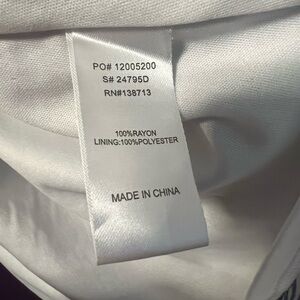 PO# 12005200
S# 24795D
RN#138713
100%RAYON
LINING:100%POLYESTER
MADE IN CHINA